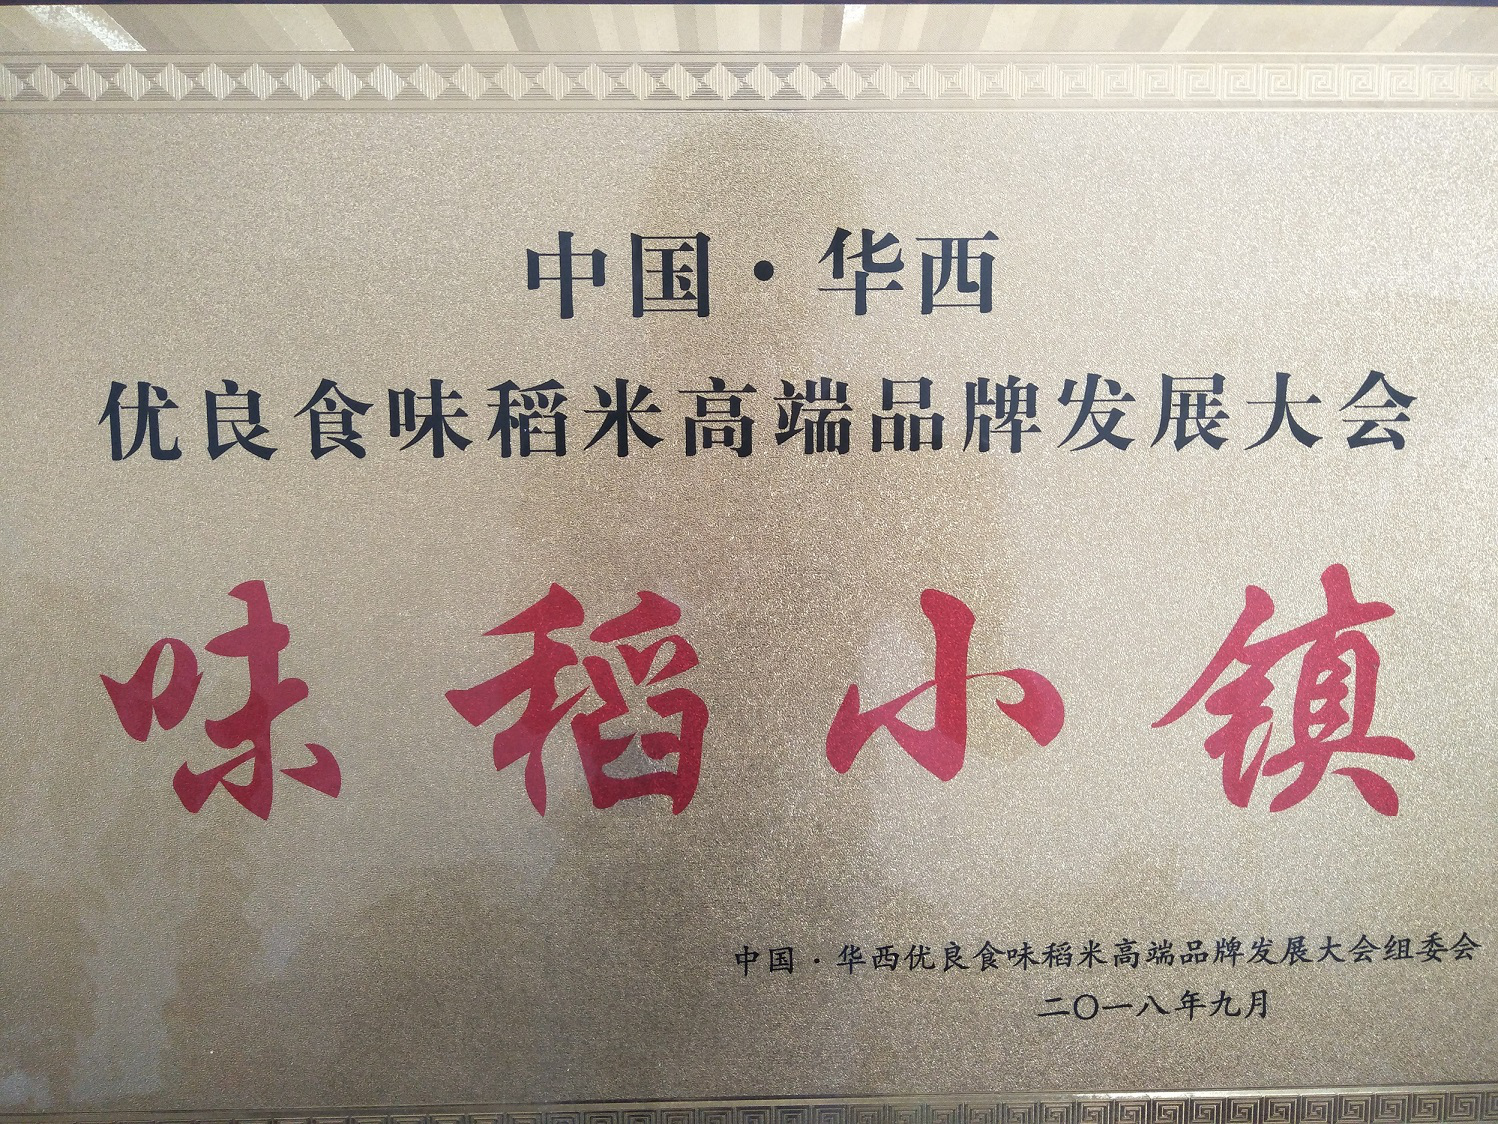 中国·华西
优良食味稻米高端品牌发展大会
味稻小镇
中国·华西优良食味稻米高端品牌发展大会组委会
二〇一八年九月